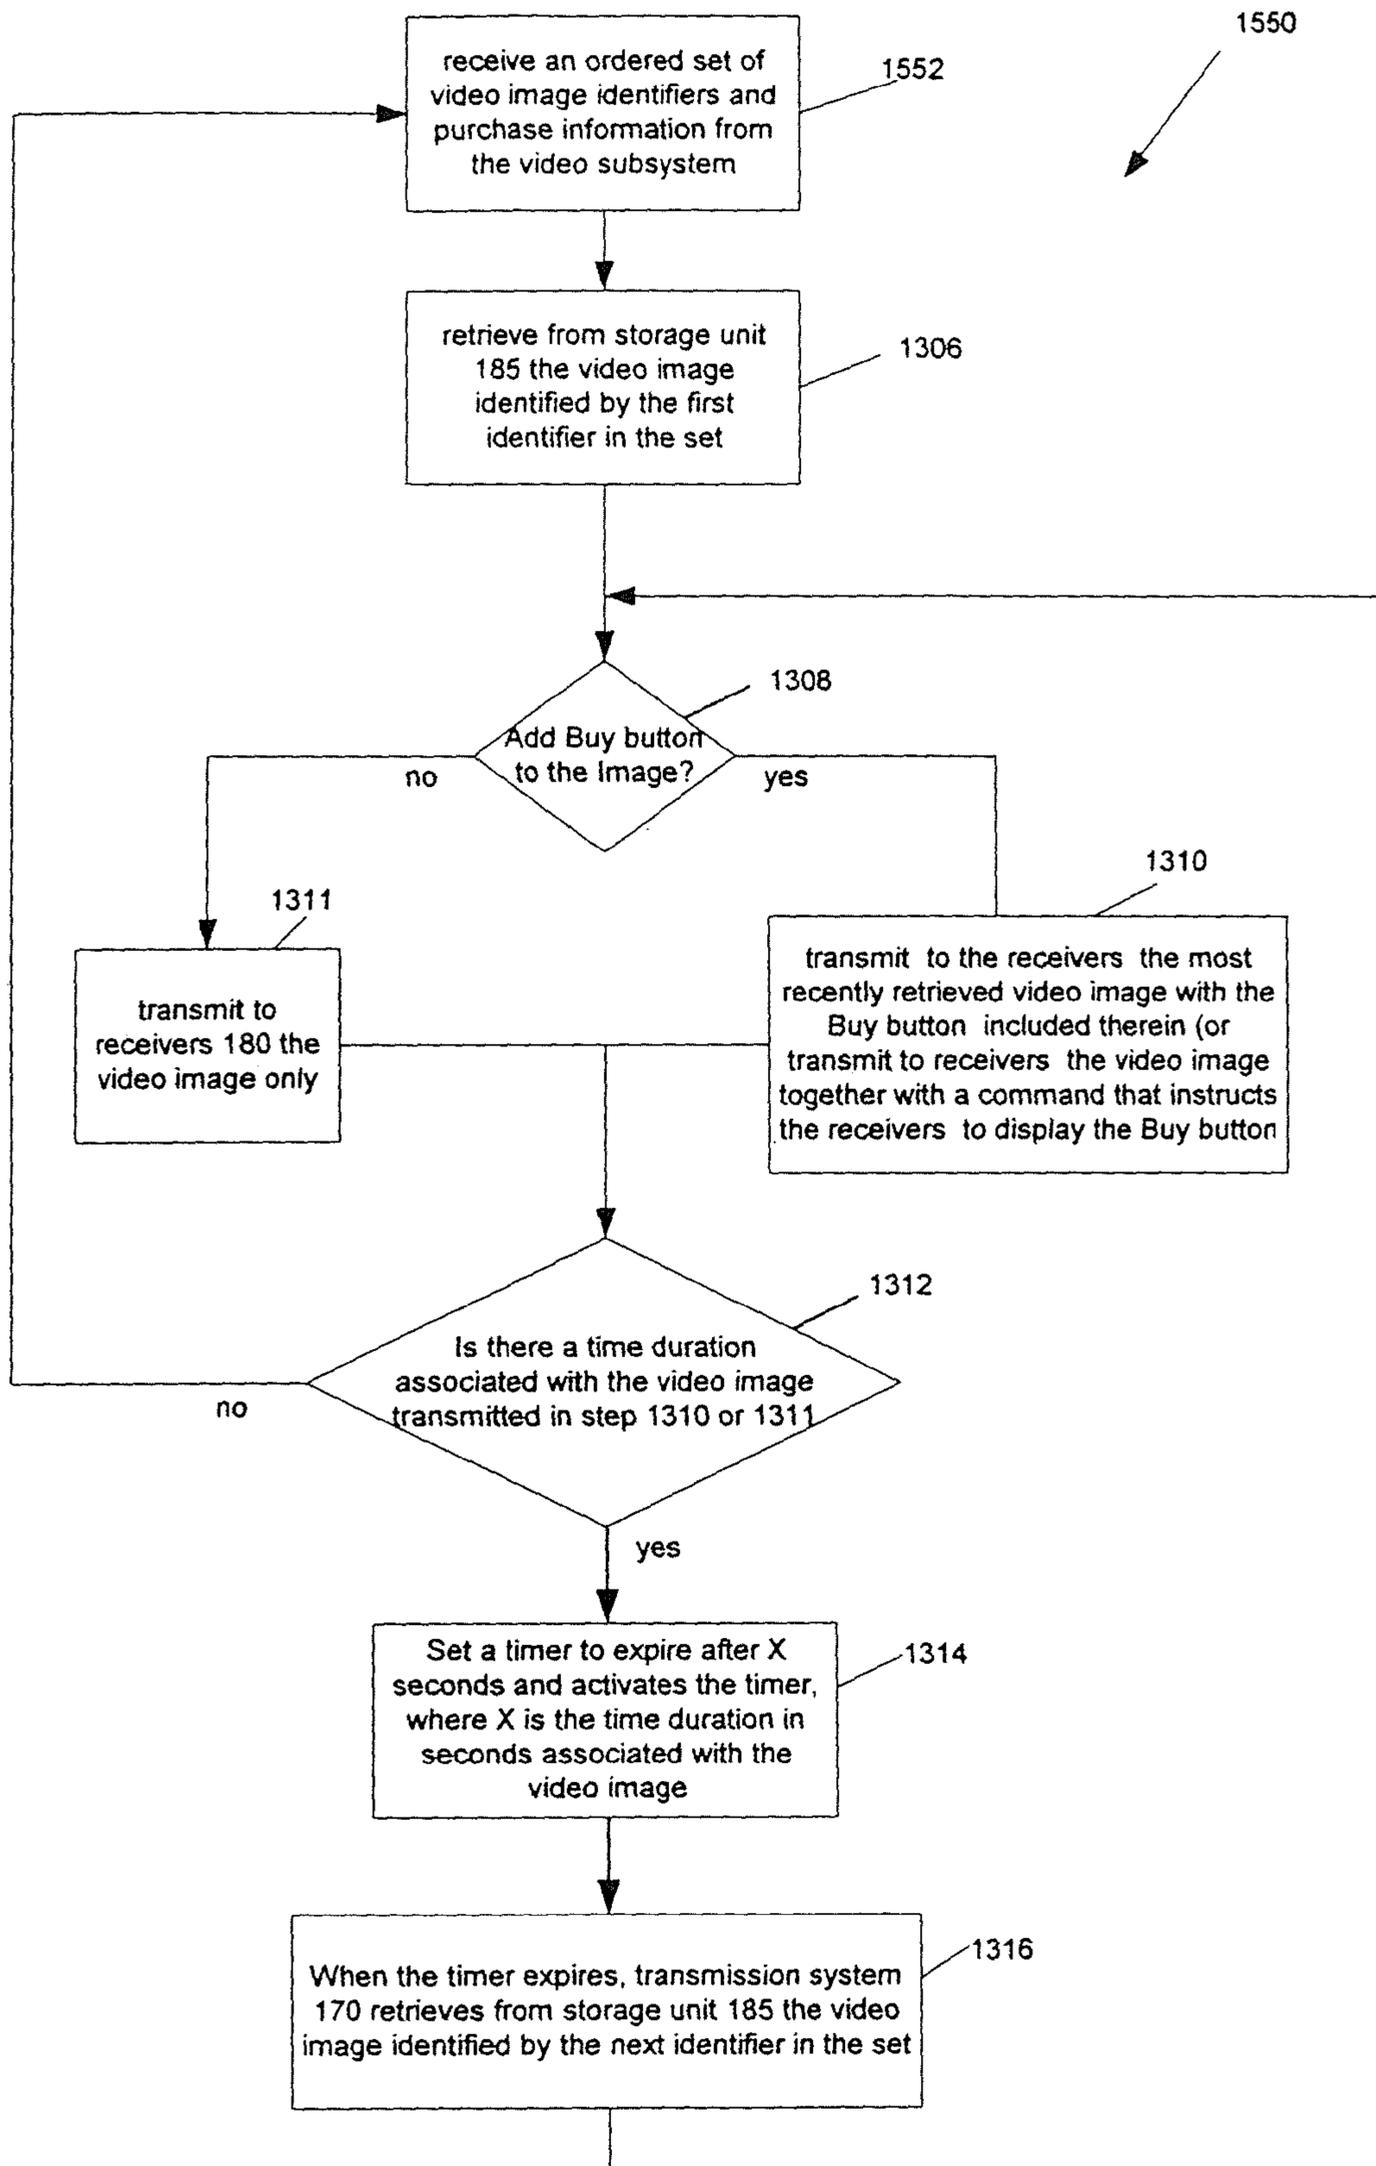 1550
receive an ordered set of
video image identifiers and
purchase information from
the video subsystem
1552
retrieve from storage unit
185 the video image
identified by the first
identifier in the set
1306
1308
Add Buy button
to the Image?
no
yes
1311
1310
transmit to
receivers 180 the
video image only
transmit to the receivers the most
recently retrieved video image with the
Buy button included therein (or
transmit to receivers the video image
together with a command that instructs
the receivers to display the Buy button
1312
Is there a time duration
associated with the video image
transmitted in step 1310 or 1311
no
yes
Set a timer to expire after X
seconds and activates the timer,
where X is the time duration in
seconds associated with the
video image
1314
When the timer expires, transmission system
170 retrieves from storage unit 185 the video
image identified by the next identifier in the set
1316